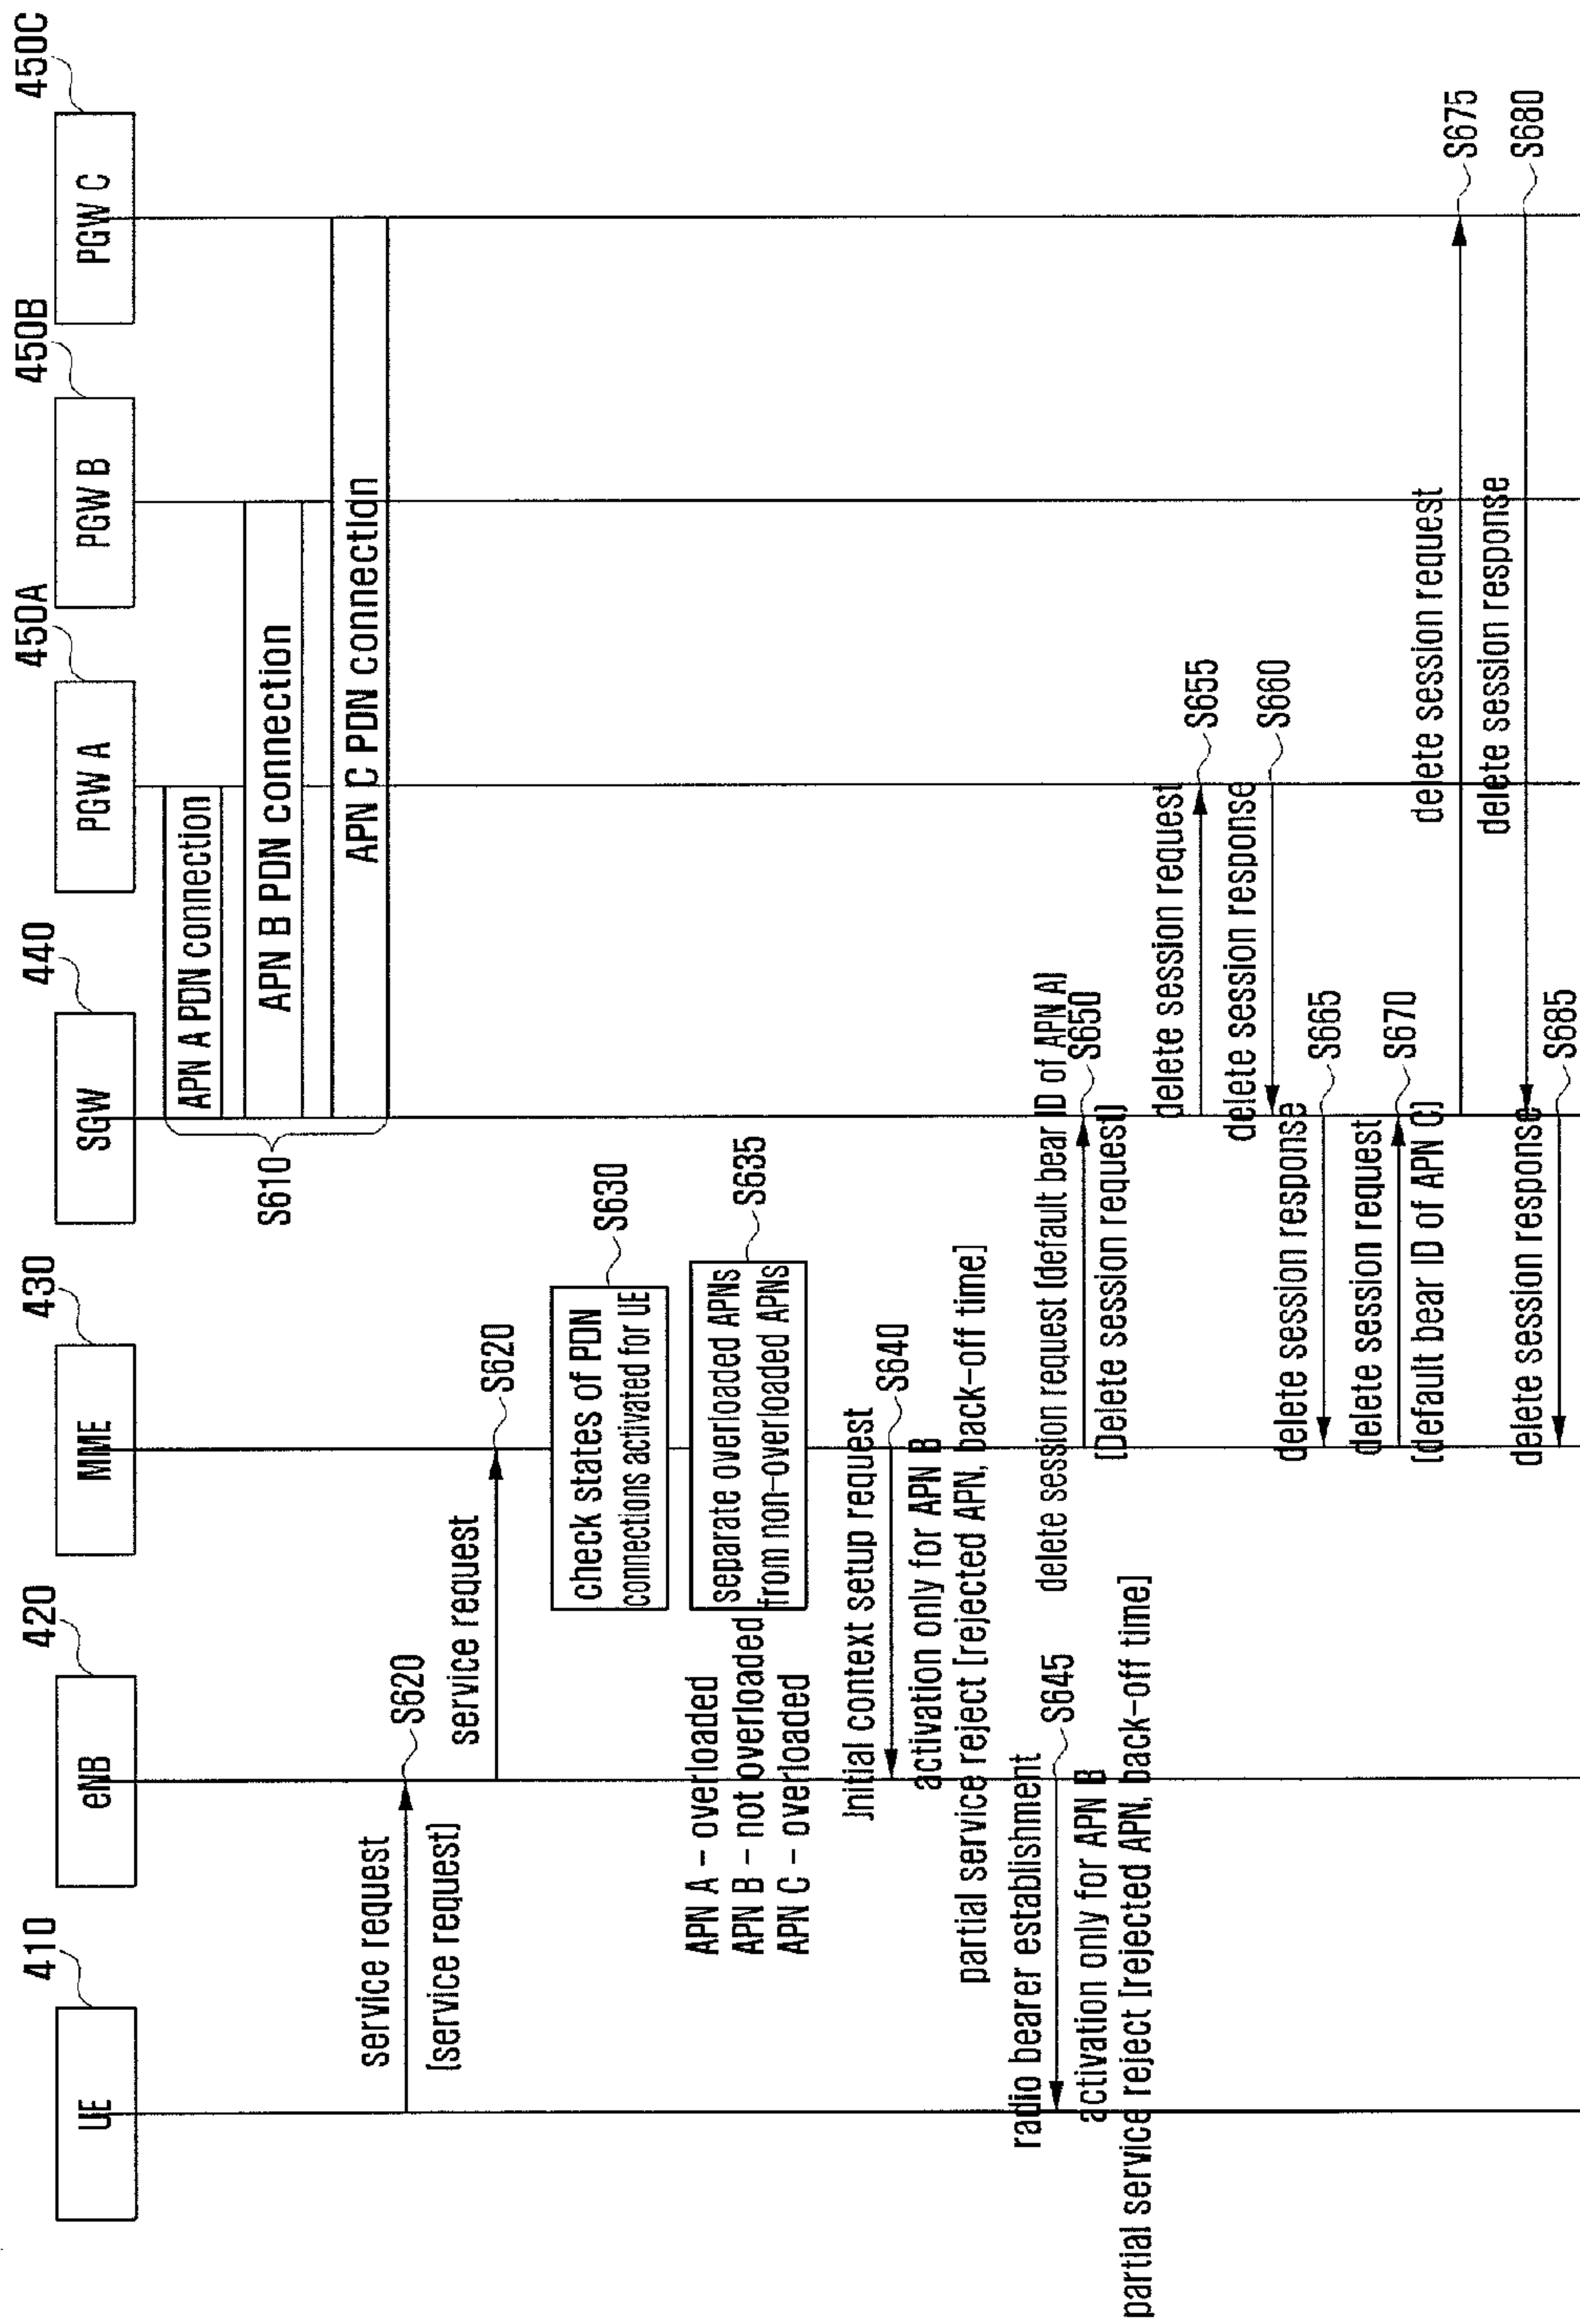 410
420
430
440
450A
450B
450C
UE
eNB
MME
SGW
PGW A
PGW B
PGW C
APN A PDN connection
APN B PDN connection
APN C PDN connection
S610
service request
S620
(service request)
service request
S620
check states of PDN
connections activated for UE
S630
separate overloaded APNs
from non-overloaded APNs
S635
APN A - overloaded
APN B - not overloaded
APN C - overloaded
Initial context setup request
S640
activation only for APN B
partial service reject [rejected APN, back-off time]
radio bearer establishment
S645
activation only for APN B
partial service reject [rejected APN, back-off time]
delete session request (default bear ID of APN A)
S650
(Delete session request)
delete session request
S655
delete session response
S660
delete session response
S665
delete session request
S670
(default bear ID of APN C)
delete session request
S675
delete session response
S680
delete session response
S685